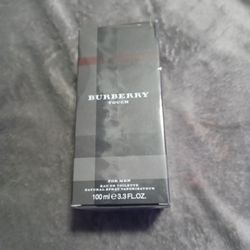 BURBERRY
TOUCH
FOR MEN
EAU DE TOILETTE
NATURAL SPRAY VAPORISATEUR
100 ml ℮ 3.3 FL.OZ.